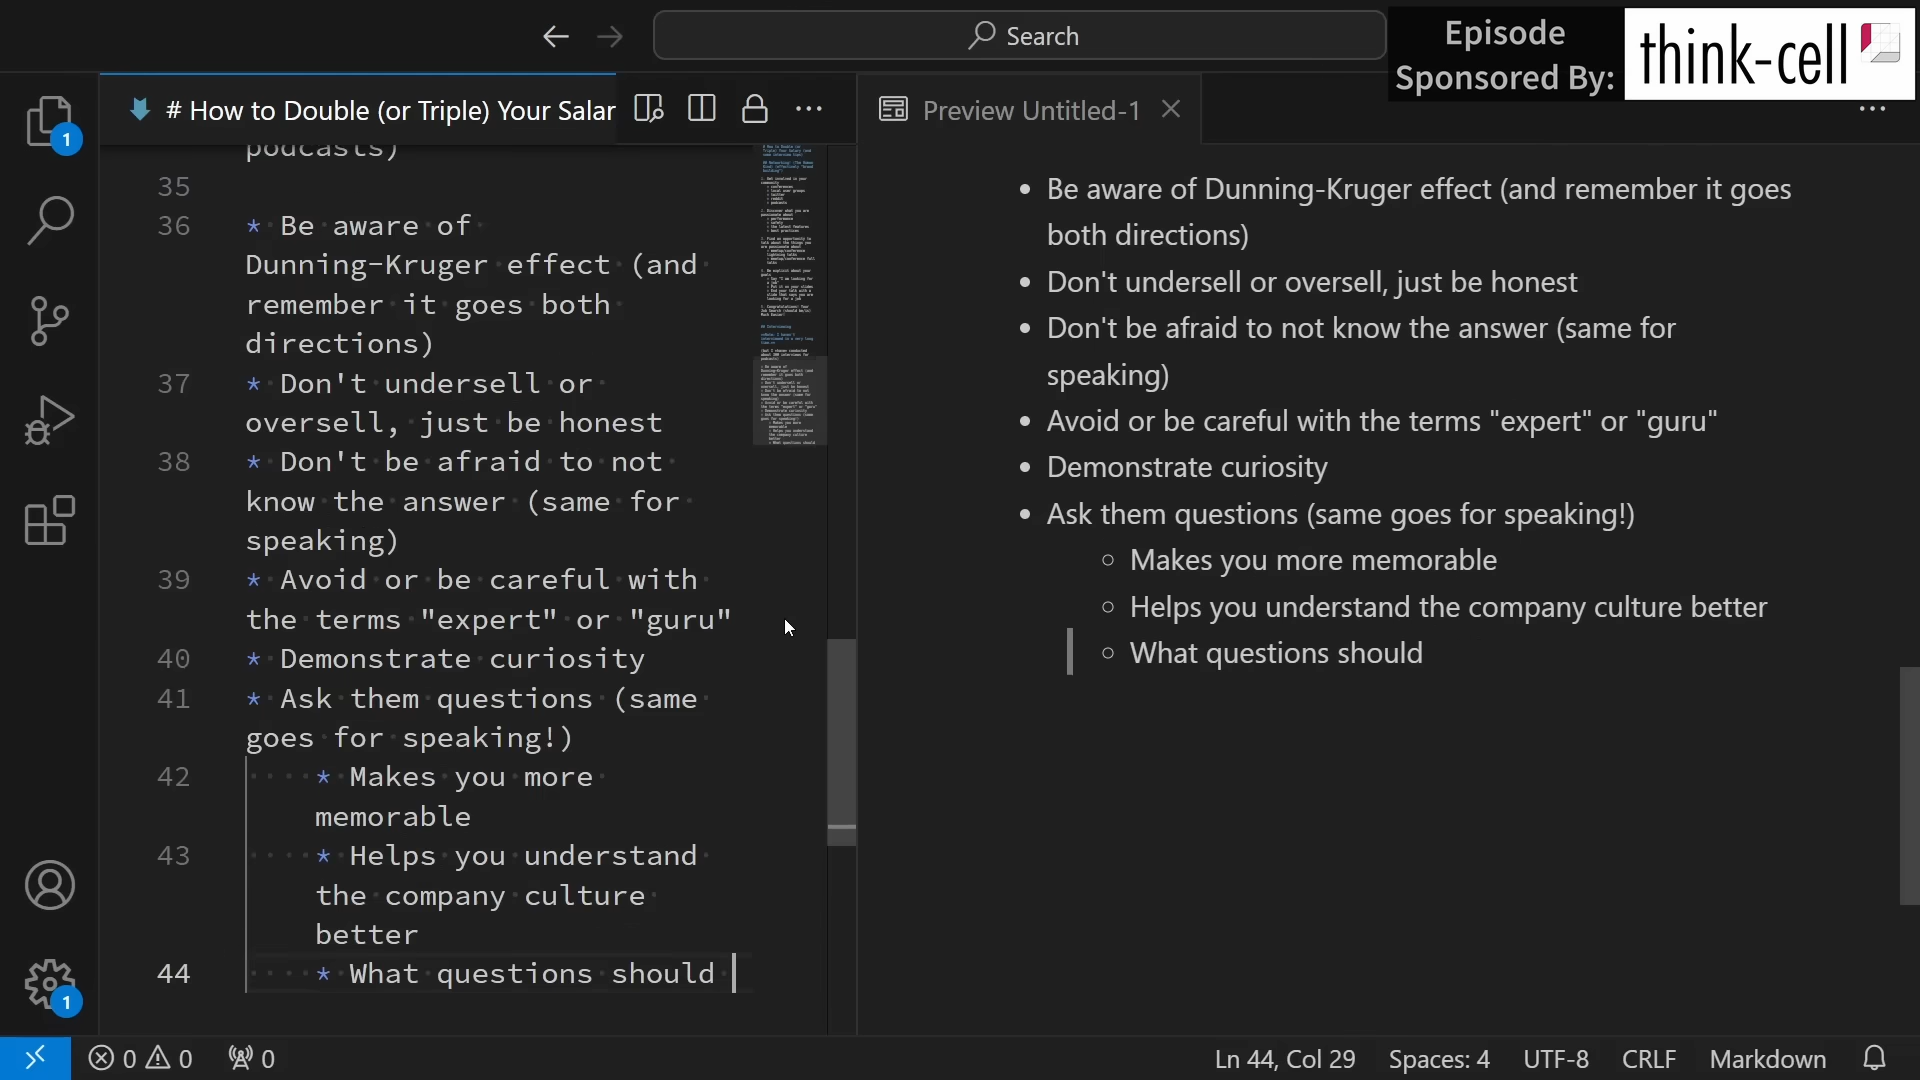 Search
Episode
Sponsored By:
think-cell
# How to Double (or Triple) Your Salar
Preview Untitled-1
podcasts)
35
36 * Be aware of
Dunning-Kruger effect (and
remember it goes both
directions)
37 * Don't undersell or
oversell, just be honest
38 * Don't be afraid to not
know the answer (same for
speaking)
39 * Avoid or be careful with
the terms "expert" or "guru"
40 * Demonstrate curiosity
41 * Ask them questions (same
goes for speaking!)
42 * Makes you more
memorable
43 * Helps you understand
the company culture
better
44 * What questions should
• Be aware of Dunning-Kruger effect (and remember it goes
both directions)
• Don't undersell or oversell, just be honest
• Don't be afraid to not know the answer (same for
speaking)
• Avoid or be careful with the terms "expert" or "guru"
• Demonstrate curiosity
• Ask them questions (same goes for speaking!)
◦ Makes you more memorable
◦ Helps you understand the company culture better
◦ What questions should
1
1
0 0 0
Ln 44, Col 29 Spaces: 4 UTF-8 CRLF Markdown